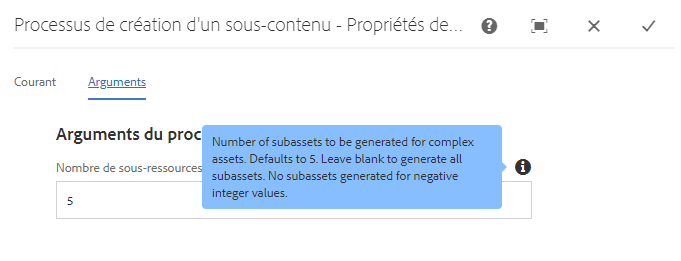 Processus de création d'un sous-contenu - Propriétés de...
Courant Arguments
Arguments du proc
Number of subassets to be generated for complex
assets. Defaults to 5. Leave blank to generate all
subassets. No subassets generated for negative
integer values.
Nombre de sous-ressources
5